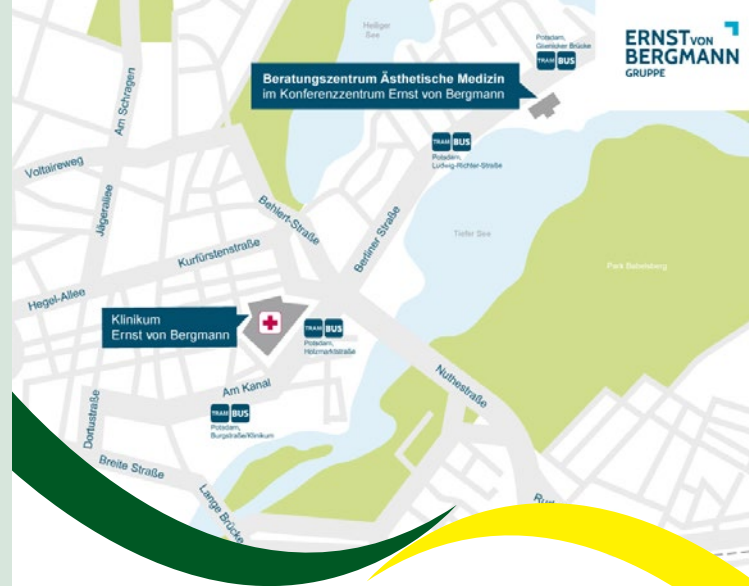 Heiliger
See
Potsdam,
Glienicker Brücke
TRAM BUS
ERNST VON
BERGMANN
GRUPPE
Beratungszentrum Ästhetische Medizin
im Konferenzzentrum Ernst von Bergmann
Am Schragen
TRAM BUS
Potsdam,
Ludwig-Richter-Straße
Voltaireweg
Jägerallee
Behlert-Straße
Berliner Straße
Tiefer See
Kurfürstenstraße
Park Babelsberg
Hegel-Allee
Klinikum
Ernst von Bergmann
TRAM BUS
Potsdam,
Holzmarktstraße
Nuthestraße
Am Kanal
TRAM BUS
Potsdam,
Burgstraße/Klinikum
Dortustraße
Breite Straße
Lange Brücke